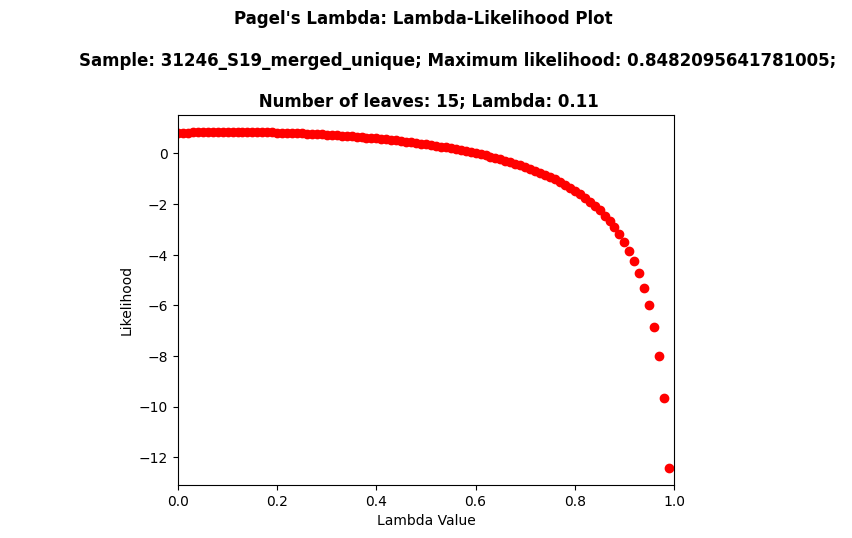 Pagel's Lambda: Lambda-Likelihood Plot
Sample: 31246_S19_merged_unique; Maximum likelihood: 0.8482095641781005;
Number of leaves: 15; Lambda: 0.11
0
−2
−4
−6
−8
−10
−12
Likelihood
0.0 0.2 0.4 0.6 0.8 1.0
Lambda Value